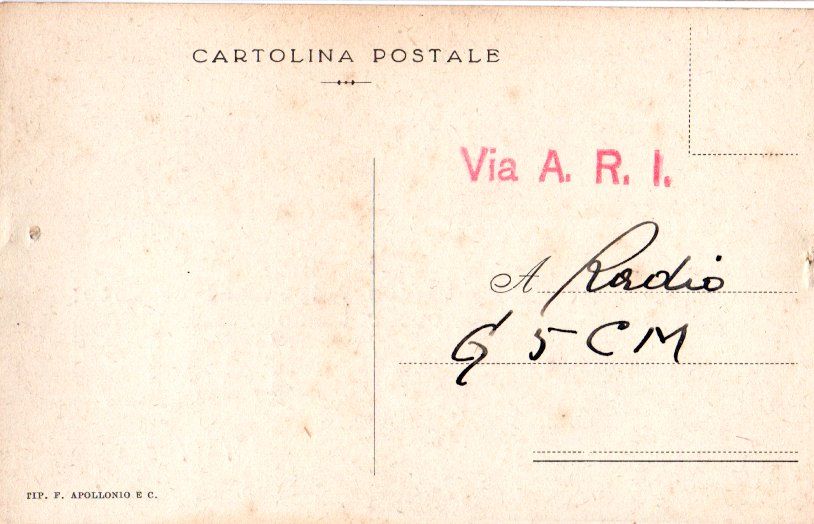 CARTOLINA POSTALE
Via A. R. I.
A Radio
G 5 CM
TIP. F. APOLLONIO E C.